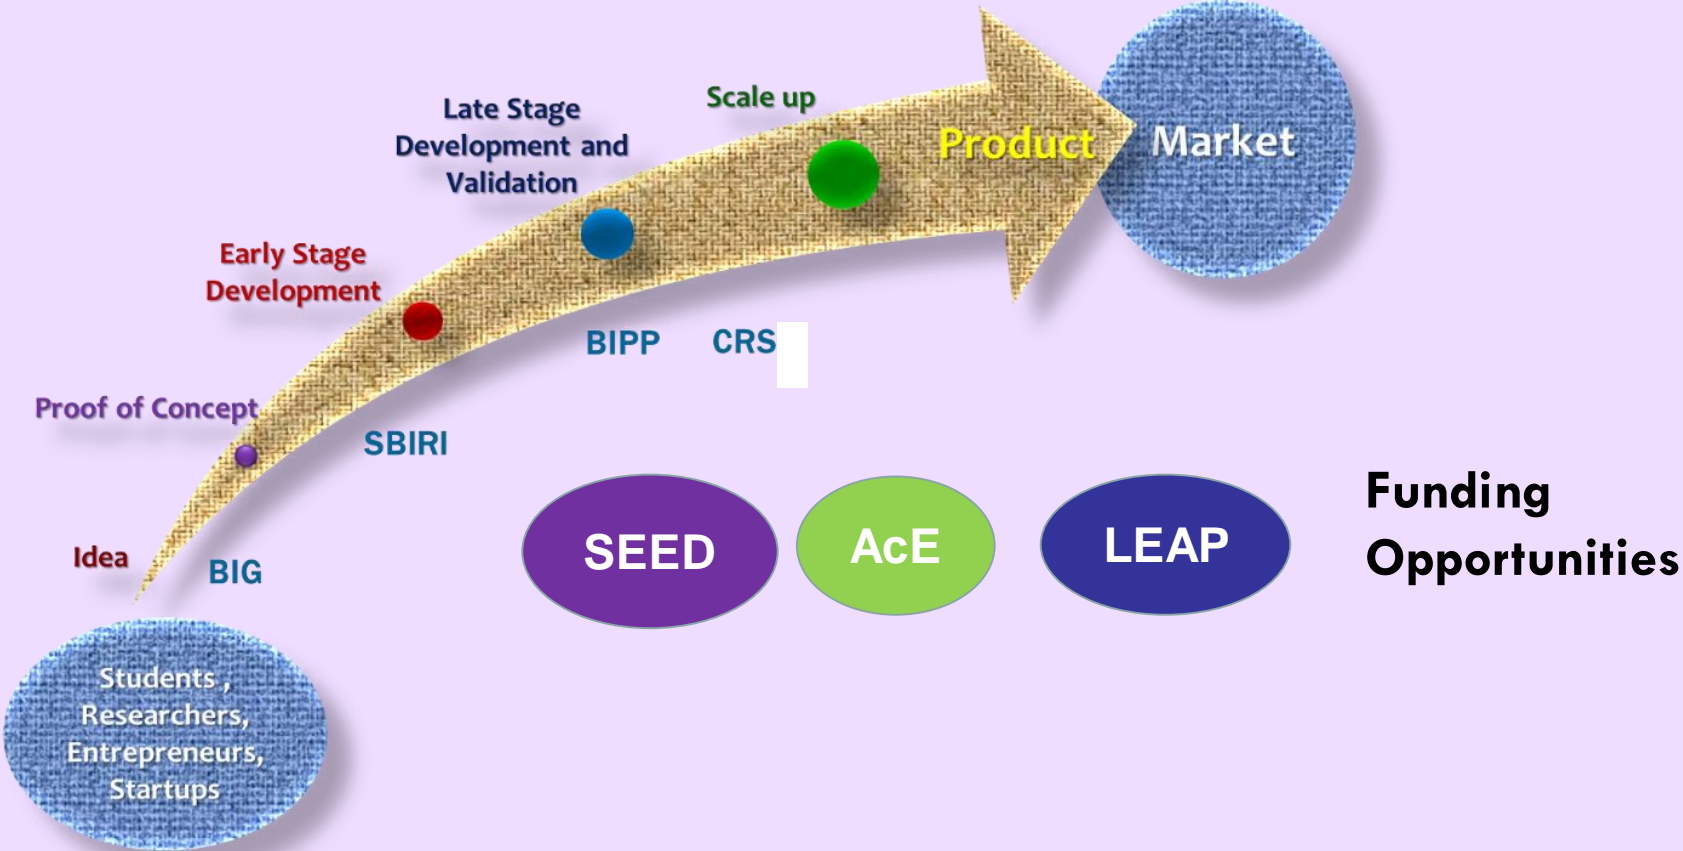 Scale up
Late Stage
Development and
Validation
Product
Market
Early Stage
Development
BIPP
CRS
Proof of Concept
SBIRI
Idea
BIG
SEED
AcE
LEAP
Funding
Opportunities
Students ,
Researchers,
Entrepreneurs,
Startups